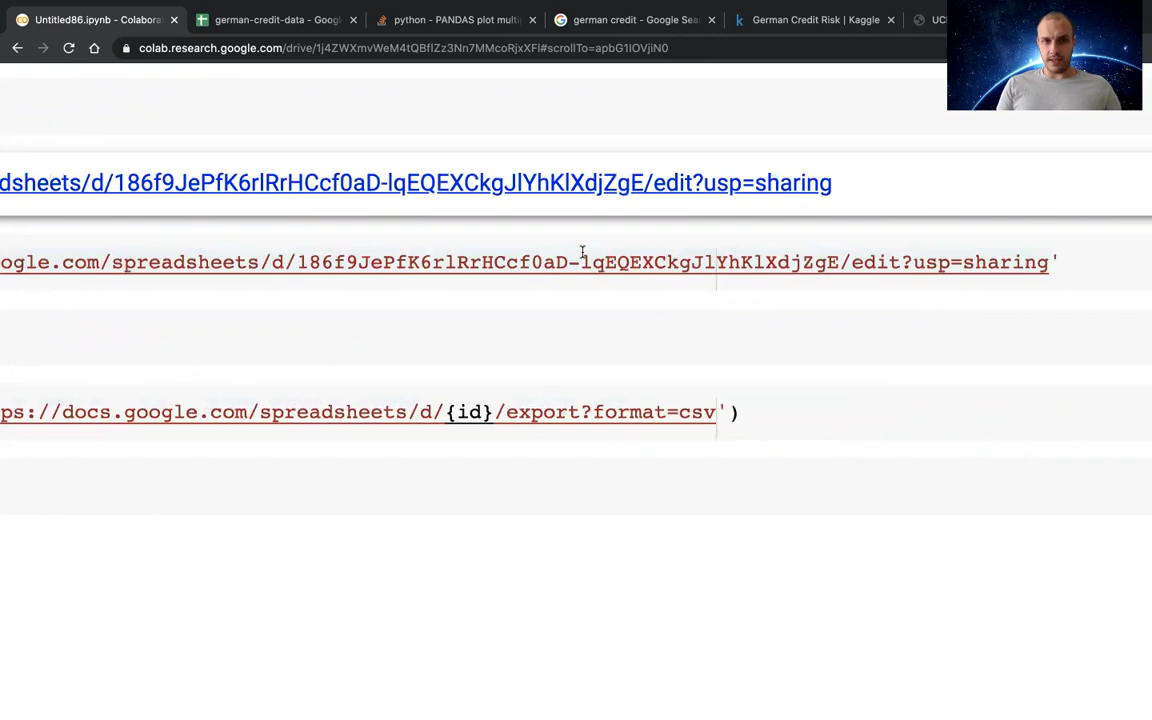 Untitled86.ipynb - Colabora
german-credit-data - Googl
python - PANDAS plot multi
german credit - Google Sea
German Credit Risk | Kaggle
UCI
colab.research.google.com/drive/1j4ZWXmvWeM4tQBfIZz3Nn7MMcoRjxXFl#scrollTo=apbG1IOVjiN0
dsheets/d/186f9JePfK6rlRrHCcf0aD-lqEQEXCkgJlYhKlXdjZgE/edit?usp=sharing
ogle.com/spreadsheets/d/186f9JePfK6rlRrHCcf0aD-lqEQEXCkgJlYhKlXdjZgE/edit?usp=sharing'
ps://docs.google.com/spreadsheets/d/{id}/export?format=csv')